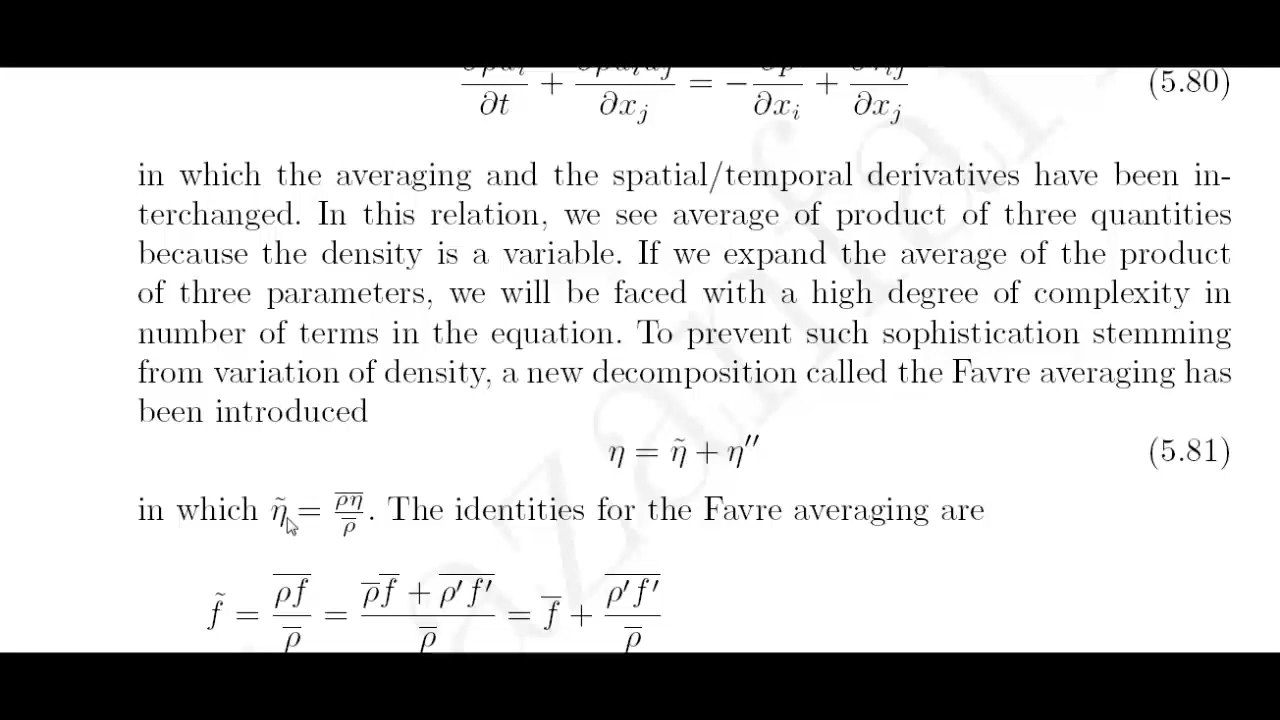 ∂t + ∂x_j = − ∂x_i + ∂x_j (5.80)
in which the averaging and the spatial/temporal derivatives have been in-
terchanged. In this relation, we see average of product of three quantities
because the density is a variable. If we expand the average of the product
of three parameters, we will be faced with a high degree of complexity in
number of terms in the equation. To prevent such sophistication stemming
from variation of density, a new decomposition called the Favre averaging has
been introduced
η = η̃ + η′′ (5.81)
in which η̃ = \frac{\overline{ρη}}{\overline{ρ}}. The identities for the Favre averaging are
f̃ = \frac{\overline{ρf}}{\overline{ρ}} = \frac{\overline{ρ}\overline{f} + \overline{ρ′f′}}{\overline{ρ}} = \overline{f} + \frac{\overline{ρ′f′}}{\overline{ρ}}